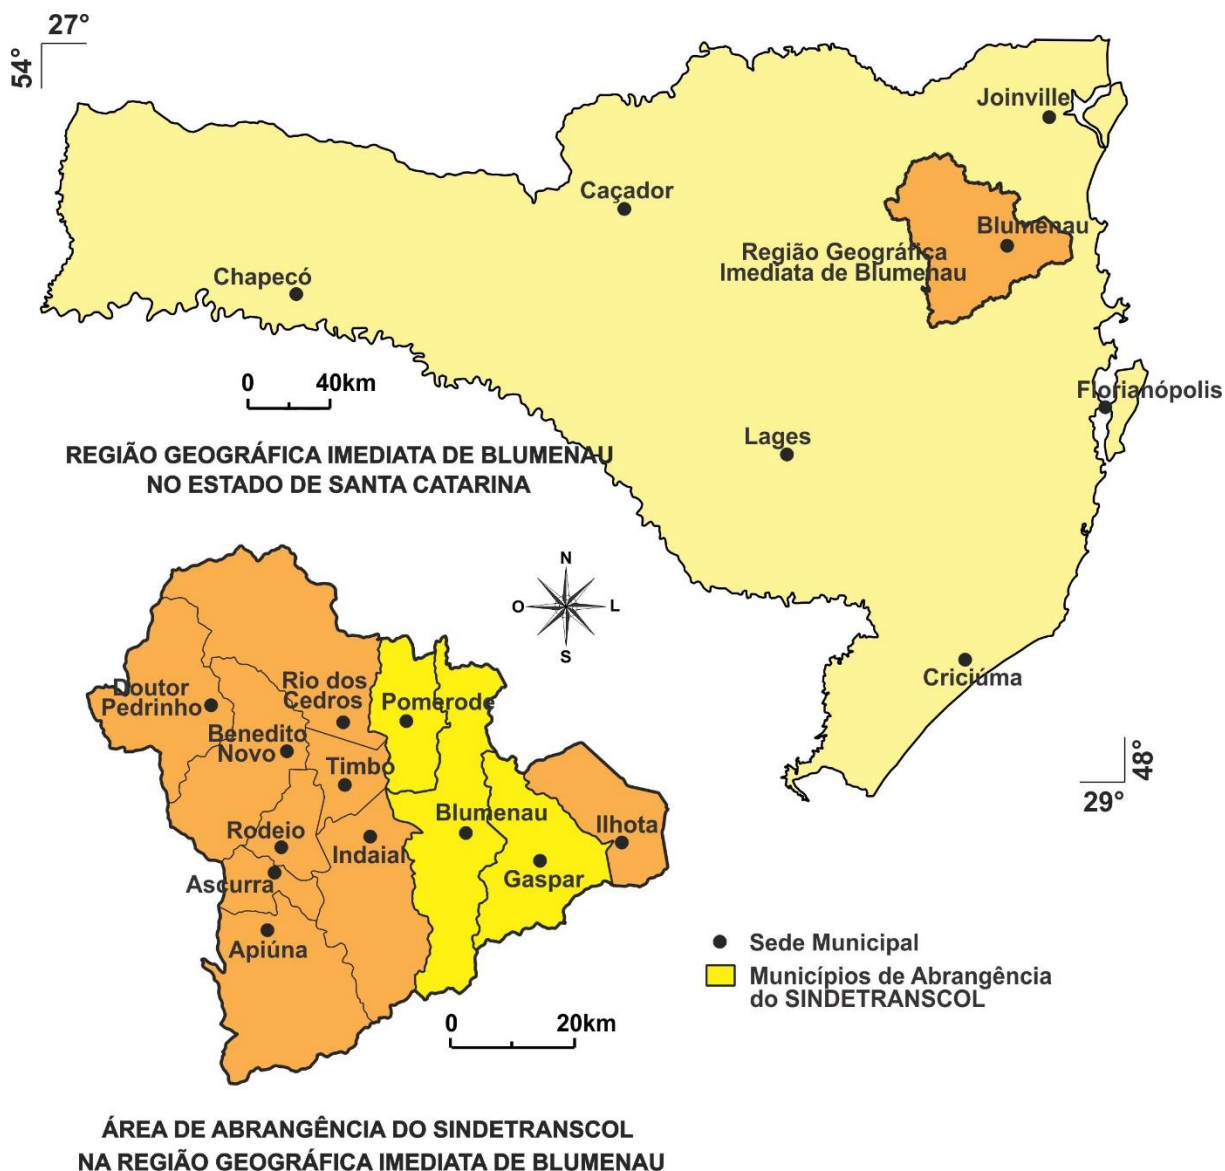 27°
54°
Joinville
Caçador
Blumenau
Região Geográfica
Imediata de Blumenau
Chapecó
0 40km
Florianópolis
Lages
REGIÃO GEOGRÁFICA IMEDIATA DE BLUMENAU
NO ESTADO DE SANTA CATARINA
N
O L
S
Criciúma
48°
29°
Doutor
Pedrinho
Rio dos
Cedros
Pomerode
Benedito
Novo
Timbó
Blumenau
Ilhota
Rodeio
Indaial
Ascurra
Gaspar
Apiúna
Sede Municipal
Municípios de Abrangência
do SINDETRANSCOL
0 20km
ÁREA DE ABRANGÊNCIA DO SINDETRANSCOL
NA REGIÃO GEOGRÁFICA IMEDIATA DE BLUMENAU